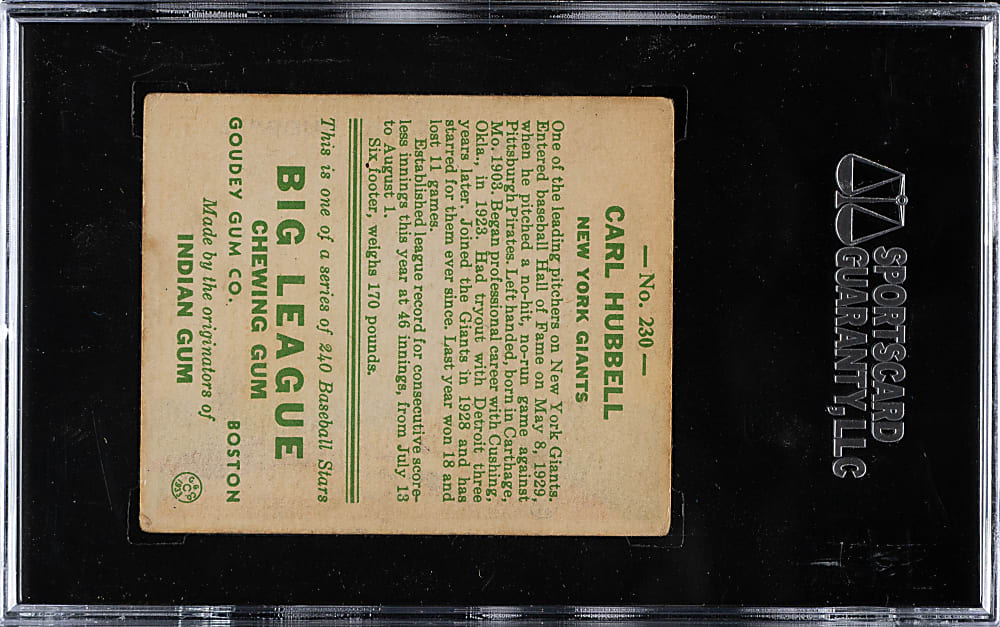 —No. 230—
CARL HUBBELL
NEW YORK GIANTS
One of the leading pitchers on New York Giants.
Entered baseball Hall of Fame on May 8, 1929,
when he pitched a no-hit, no-run game against
Pittsburgh Pirates. Left handed, born in Carthage,
Mo. 1903. Began professional career with Cushing,
Okla., in 1923. Had tryout with Detroit three
years later. Joined the Giants in 1928 and has
starred for them ever since. Last year won 18 and
lost 11 games.
Established league record for consecutive score-
less innings this year at 46 innings, from July 13
to August 1.
Six footer, weighs 170 pounds.
This is one of a series of 240 Baseball Stars
BIG LEAGUE
CHEWING GUM
GOUDEY GUM CO. BOSTON
Made by the originators of
INDIAN GUM
SPORTSCARD
GUARANTY, LLC